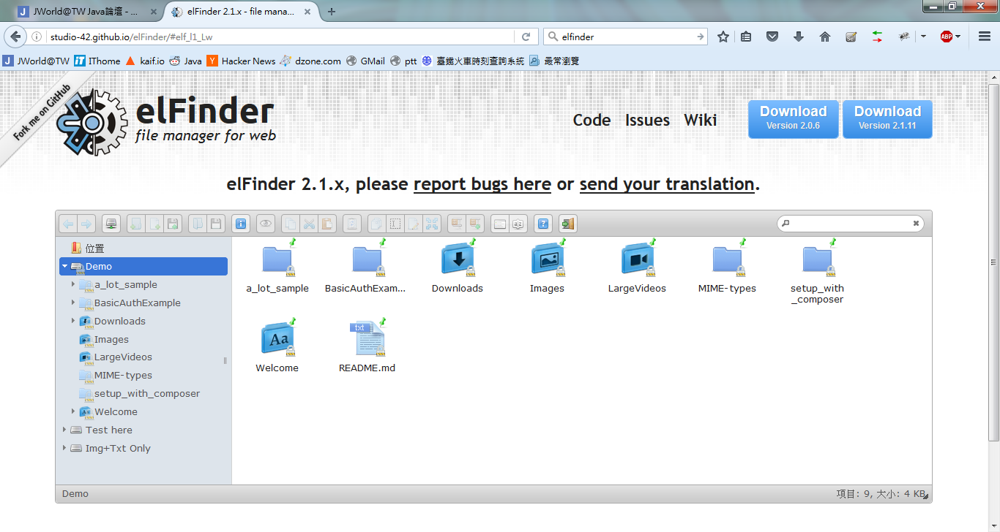 JWorld@TW Java論壇 - ...
elFinder 2.1.x - file mana...
studio-42.github.io/elFinder/#elf_l1_Lw
elfinder
ABP
JWorld@TW
IThome
kaif.io
Java
Hacker News
dzone.com
GMail
ptt
臺鐵火車時刻查詢系統
最常瀏覽
Fork me on GitHub
elFinder
file manager for web
Code Issues Wiki
Download
Version 2.0.6
Download
Version 2.1.11
elFinder 2.1.x, please report bugs here or send your translation.
位置
Demo
a_lot_sample
BasicAuthExample
Downloads
Images
LargeVideos
MIME-types
setup_with_composer
Welcome
Test here
Img+Txt Only
a_lot_sample
BasicAuthExam...
Downloads
Images
LargeVideos
MIME-types
setup_with
_composer
Aa
Welcome
txt
README.md
Demo
项目: 9, 大小: 4 KB